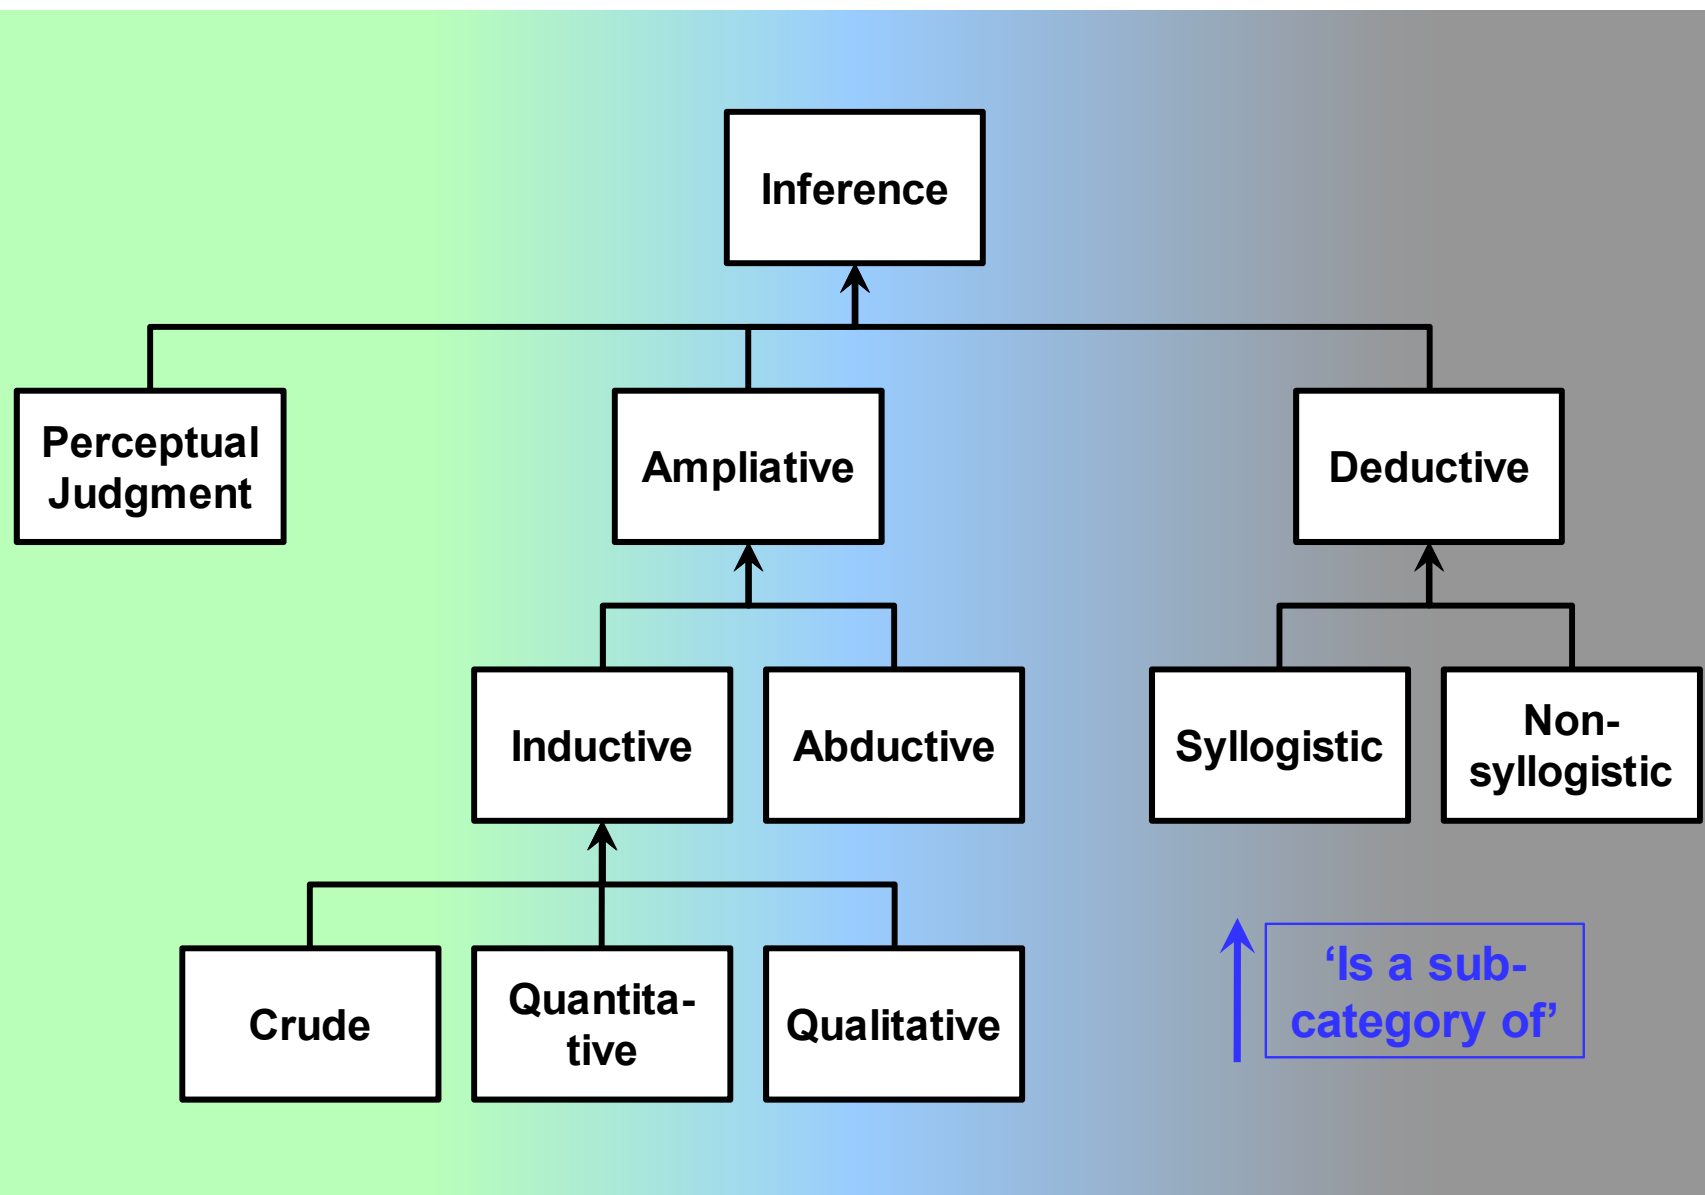 Inference
Perceptual
Judgment
Ampliative
Deductive
Inductive
Abductive
Syllogistic
Non-
syllogistic
Crude
Quantita-
tive
Qualitative
‘Is a sub-
category of’